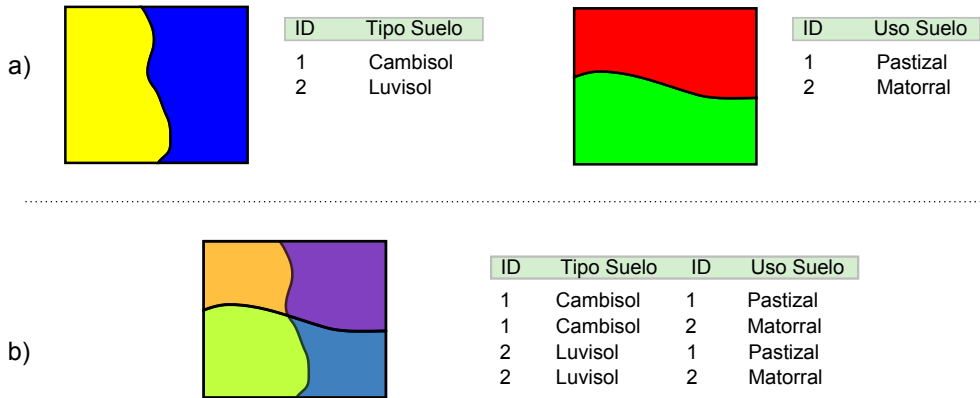 a)
ID Tipo Suelo
1 Cambisol
2 Luvisol
ID Uso Suelo
1 Pastizal
2 Matorral
b)
ID Tipo Suelo ID Uso Suelo
1 Cambisol 1 Pastizal
1 Cambisol 2 Matorral
2 Luvisol 1 Pastizal
2 Luvisol 2 Matorral